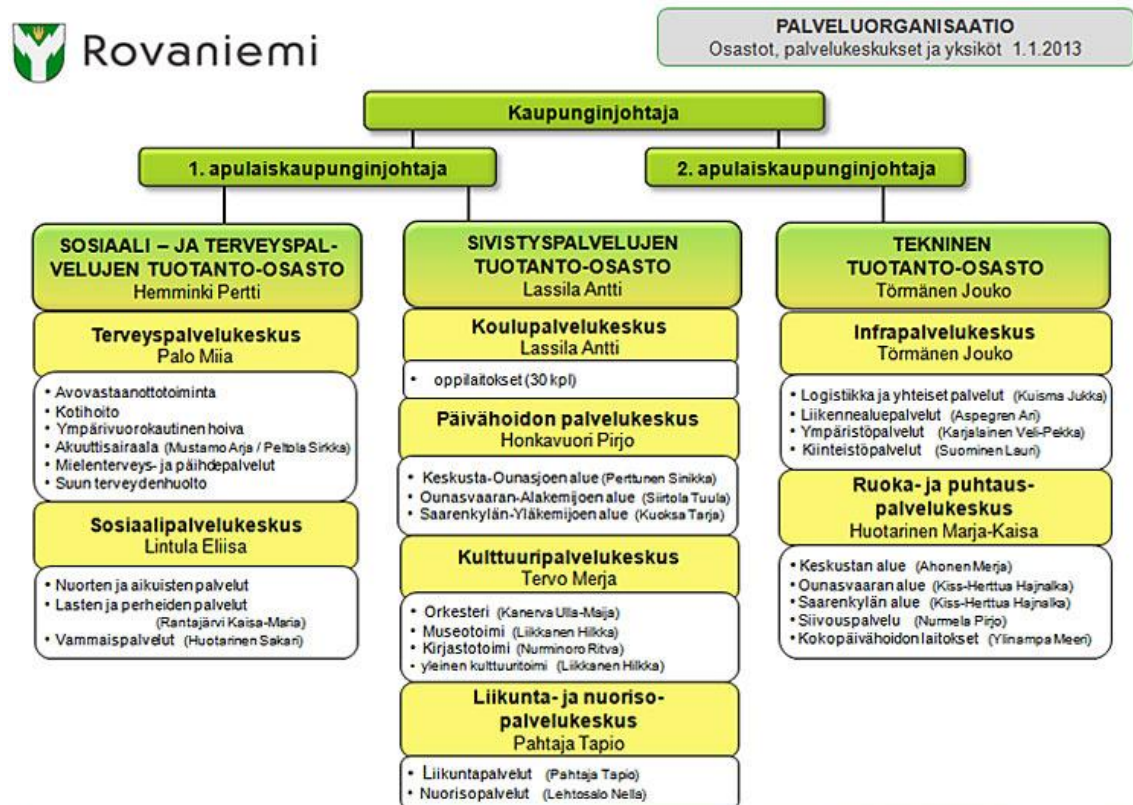 Rovaniemi
PALVELUORGANISAATIO
Osastot, palvelukeskukset ja yksiköt 1.1.2013
Kaupunginjohtaja
1. apulaiskaupunginjohtaja
2. apulaiskaupunginjohtaja
SOSIAALI – JA TERVEYSPAL-
VELUJEN TUOTANTO-OSASTO
Hemminki Pertti
Terveyspalvelukeskus
Palo Miia
• Avovastaanottotoiminta
• Kotihoito
• Ympärivuorokautinen hoiva
• Akuuttisairaala (Mustamo Arja / Peltola Sirkka)
• Mielenterveys- ja päihdepalvelut
• Suun terveydenhuolto
Sosiaalipalvelukeskus
Lintula Eliisa
• Nuorten ja aikuisten palvelut
• Lasten ja perheiden palvelut
(Rantajärvi Kaisa-Maria)
• Vammaispalvelut (Huotarinen Sakari)
SIVISTYSPALVELUJEN
TUOTANTO-OSASTO
Lassila Antti
Koulupalvelukeskus
Lassila Antti
• oppilaitokset (30 kpl)
Päivähoidon palvelukeskus
Honkavuori Pirjo
• Keskusta-Ounasjoen alue (Perttunen Sinikka)
• Ounasvaaran-Alakemijoen alue (Siirtola Tuula)
• Saarenkylän-Yläkemijoen alue (Kuoksa Tarja)
Kulttuuripalvelukeskus
Tervo Merja
• Orkesteri (Kanerva Ulla-Maija)
• Museotoimi (Liikkanen Hilkka)
• Kirjastotoimi (Nurminoro Ritva)
• yleinen kulttuuritoimi (Liikkanen Hilkka)
Liikunta- ja nuoriso-
palvelukeskus
Pahtaja Tapio
• Liikuntapalvelut (Pahtaja Tapio)
• Nuorisopalvelut (Lehtosalo Nella)
TEKNINEN
TUOTANTO-OSASTO
Törmänen Jouko
Infrapalvelukeskus
Törmänen Jouko
• Logistiikka ja yhteiset palvelut (Kuisma Jukka)
• Liikennealuepalvelut (Aspegren Ari)
• Ympäristöpalvelut (Karjalainen Veli-Pekka)
• Kiinteistöpalvelut (Suominen Lauri)
Ruoka- ja puhtaus-
palvelukeskus
Huotarinen Marja-Kaisa
• Keskustan alue (Ahonen Merja)
• Ounasvaaran alue (Kiss-Herttua Hajnalka)
• Saarenkylän alue (Kiss-Herttua Hajnalka)
• Siivouspalvelu (Nurmela Pirjo)
• Kokopäivähoidon laitokset (Ylinampa Meeri)